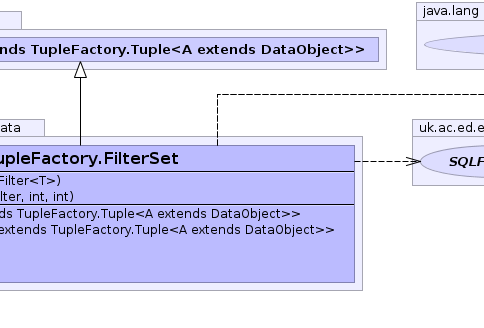 java.lang
nds TupleFactory.Tuple<A extends DataObject>>
ata
uk.ac.ed.e
upleFactory.FilterSet
SQLF
Filter<T>)
lter, int, int)
ds TupleFactory.Tuple<A extends DataObject>>
extends TupleFactory.Tuple<A extends DataObject>>